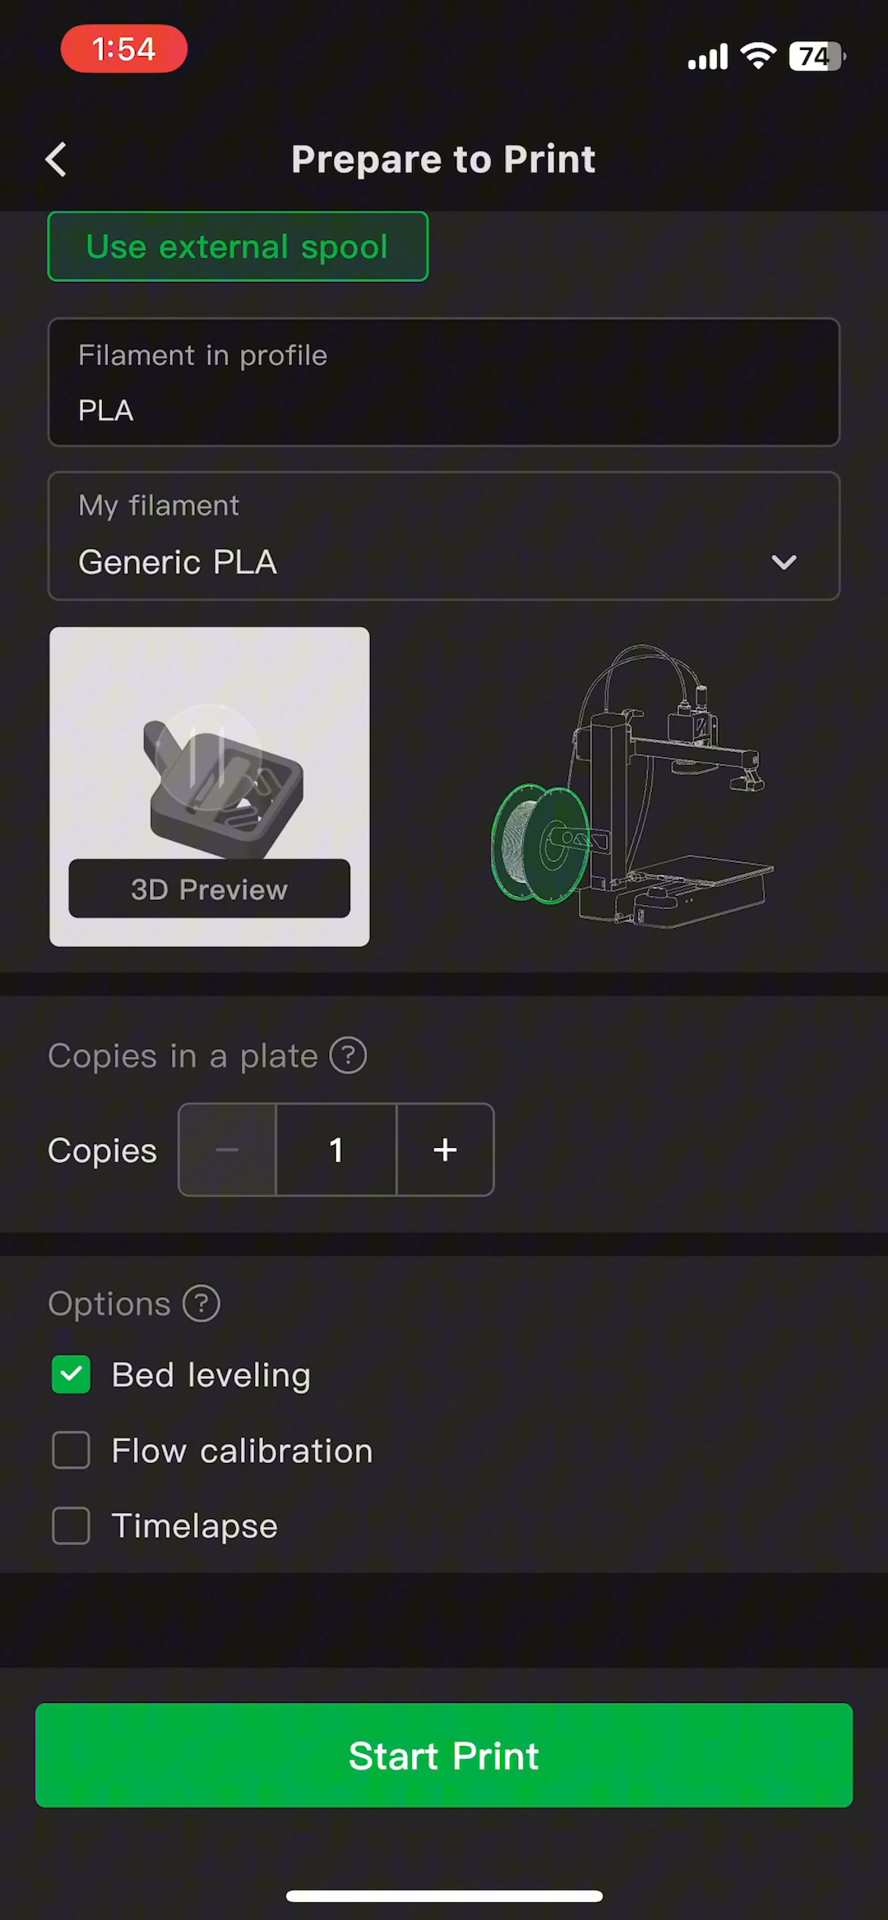 1:54
74
Prepare to Print
Use external spool
Filament in profile
PLA
My filament
Generic PLA
3D Preview
Copies in a plate ?
Copies − 1 +
Options ?
Bed leveling
Flow calibration
Timelapse
Start Print